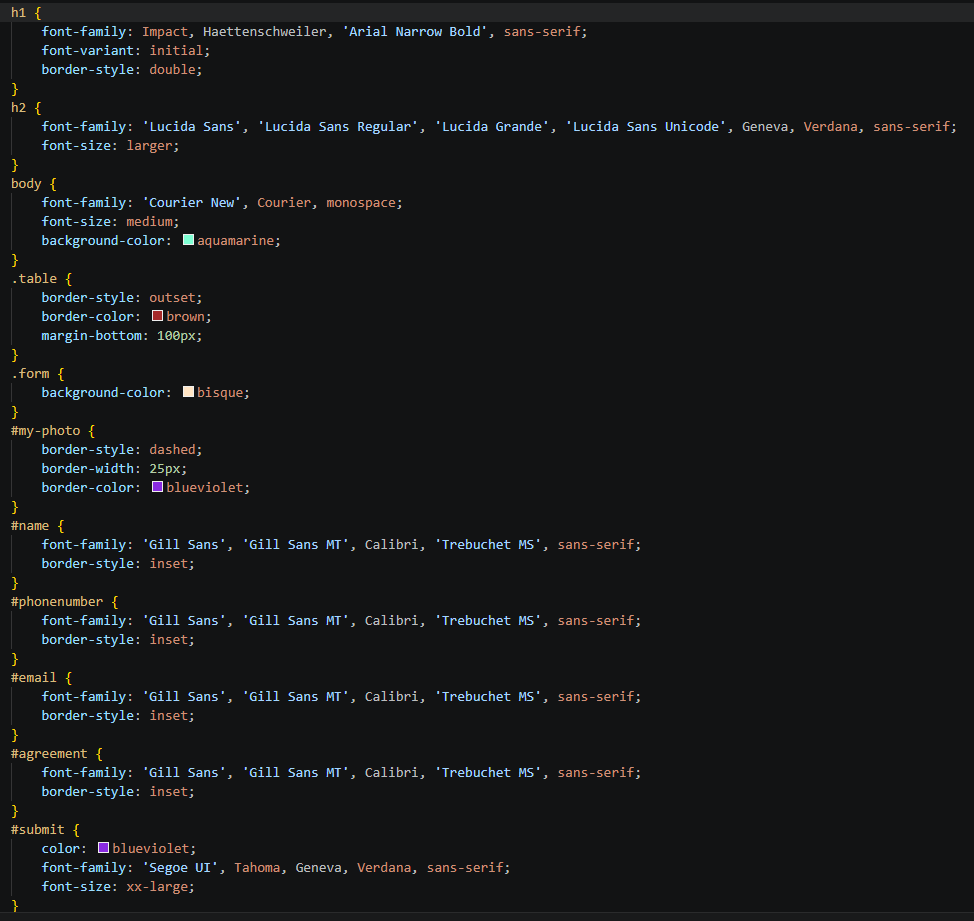 h1 {
    font-family: Impact, Haettenschweiler, 'Arial Narrow Bold', sans-serif;
    font-variant: initial;
    border-style: double;
}
h2 {
    font-family: 'Lucida Sans', 'Lucida Sans Regular', 'Lucida Grande', 'Lucida Sans Unicode', Geneva, Verdana, sans-serif;
    font-size: larger;
}
body {
    font-family: 'Courier New', Courier, monospace;
    font-size: medium;
    background-color: aquamarine;
}
.table {
    border-style: outset;
    border-color: brown;
    margin-bottom: 100px;
}
.form {
    background-color: bisque;
}
#my-photo {
    border-style: dashed;
    border-width: 25px;
    border-color: blueviolet;
}
#name {
    font-family: 'Gill Sans', 'Gill Sans MT', Calibri, 'Trebuchet MS', sans-serif;
    border-style: inset;
}
#phonenumber {
    font-family: 'Gill Sans', 'Gill Sans MT', Calibri, 'Trebuchet MS', sans-serif;
    border-style: inset;
}
#email {
    font-family: 'Gill Sans', 'Gill Sans MT', Calibri, 'Trebuchet MS', sans-serif;
    border-style: inset;
}
#agreement {
    font-family: 'Gill Sans', 'Gill Sans MT', Calibri, 'Trebuchet MS', sans-serif;
    border-style: inset;
}
#submit {
    color: blueviolet;
    font-family: 'Segoe UI', Tahoma, Geneva, Verdana, sans-serif;
    font-size: xx-large;
}